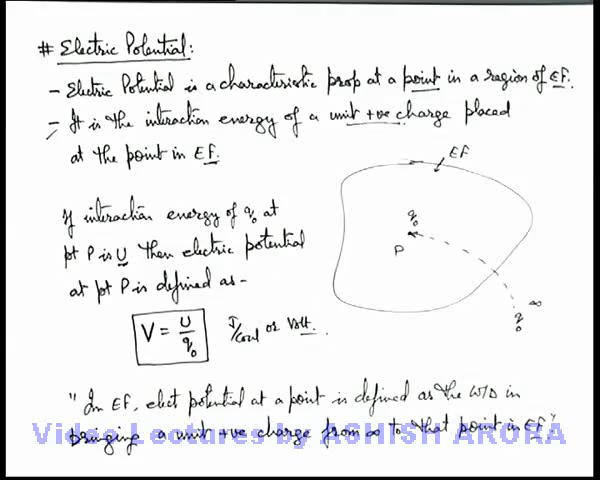 # Electric Potential:
- Electric Potential is a characteristic prop at a point in a region of EF.
- It is the interaction energy of a unit +ve charge placed
at the point in EF.
EF
If interaction energy of q₀ at
pt P is U then electric potential
at pt P is defined as -
q₀
P
∞
q₀
V = U/q₀ J/coul or Volt.
" In EF, elect potential at a point is defined as the W/D in
bringing a unit +ve charge from ∞ to that point in EF."
Video Lectures by ASHISH ARORA